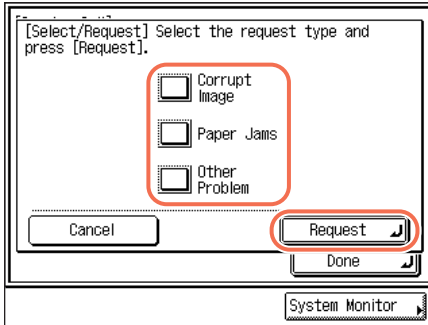 [Select/Request] Select the request type and
press [Request].
Corrupt
Image
Paper Jams
Other
Problem
Cancel
Request
Done
System Monitor